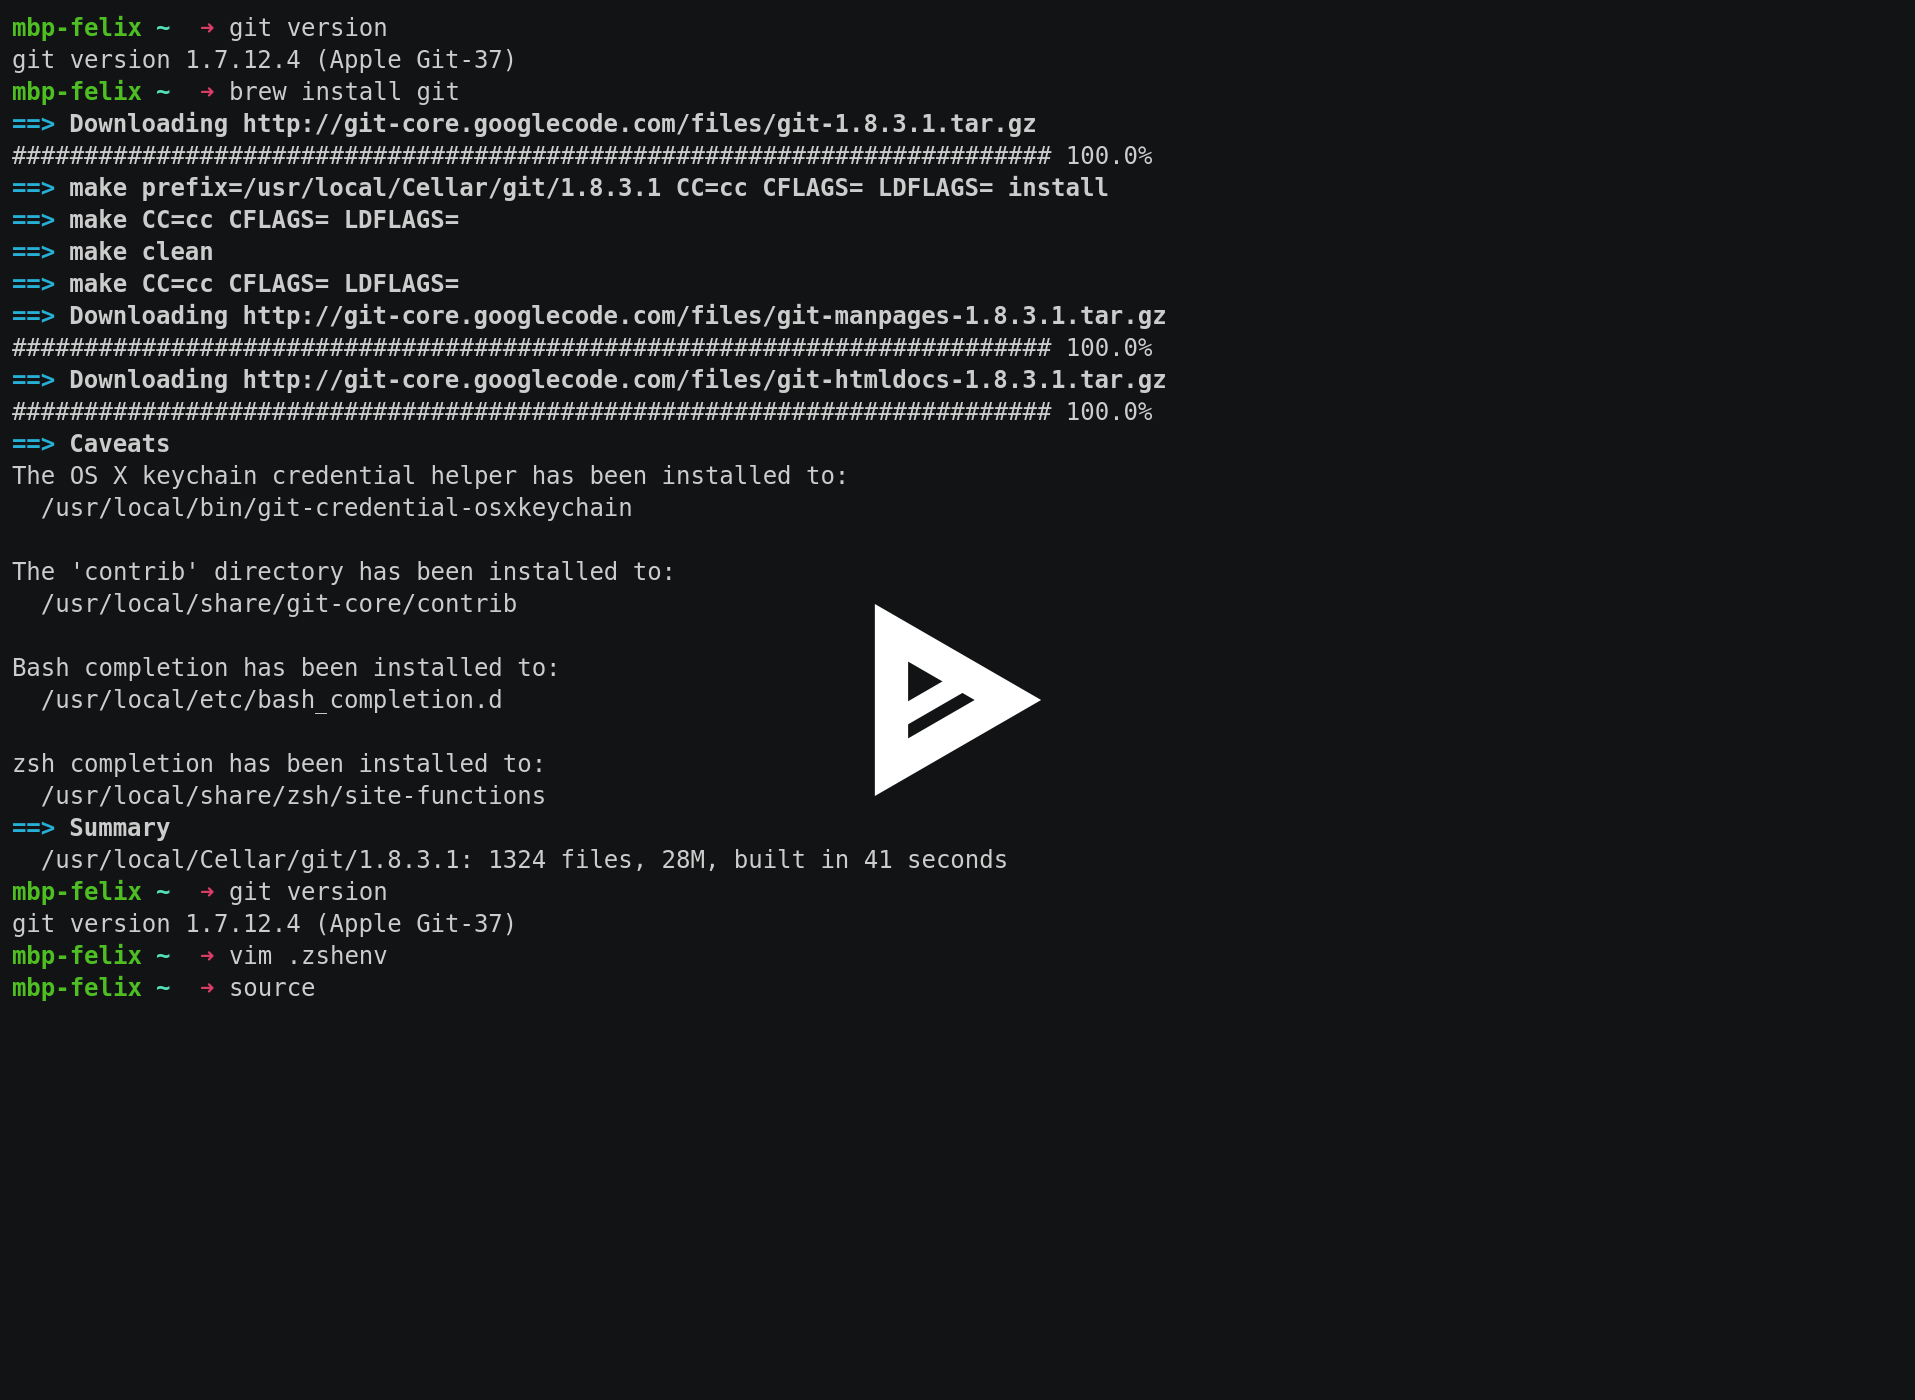 mbp-felix ~  ➜ git version
git version 1.7.12.4 (Apple Git-37)
mbp-felix ~  ➜ brew install git
==> Downloading http://git-core.googlecode.com/files/git-1.8.3.1.tar.gz
######################################################################## 100.0%
==> make prefix=/usr/local/Cellar/git/1.8.3.1 CC=cc CFLAGS= LDFLAGS= install
==> make CC=cc CFLAGS= LDFLAGS=
==> make clean
==> make CC=cc CFLAGS= LDFLAGS=
==> Downloading http://git-core.googlecode.com/files/git-manpages-1.8.3.1.tar.gz
######################################################################## 100.0%
==> Downloading http://git-core.googlecode.com/files/git-htmldocs-1.8.3.1.tar.gz
######################################################################## 100.0%
==> Caveats
The OS X keychain credential helper has been installed to:
  /usr/local/bin/git-credential-osxkeychain

The 'contrib' directory has been installed to:
  /usr/local/share/git-core/contrib

Bash completion has been installed to:
  /usr/local/etc/bash_completion.d

zsh completion has been installed to:
  /usr/local/share/zsh/site-functions
==> Summary
  /usr/local/Cellar/git/1.8.3.1: 1324 files, 28M, built in 41 seconds
mbp-felix ~  ➜ git version
git version 1.7.12.4 (Apple Git-37)
mbp-felix ~  ➜ vim .zshenv
mbp-felix ~  ➜ source